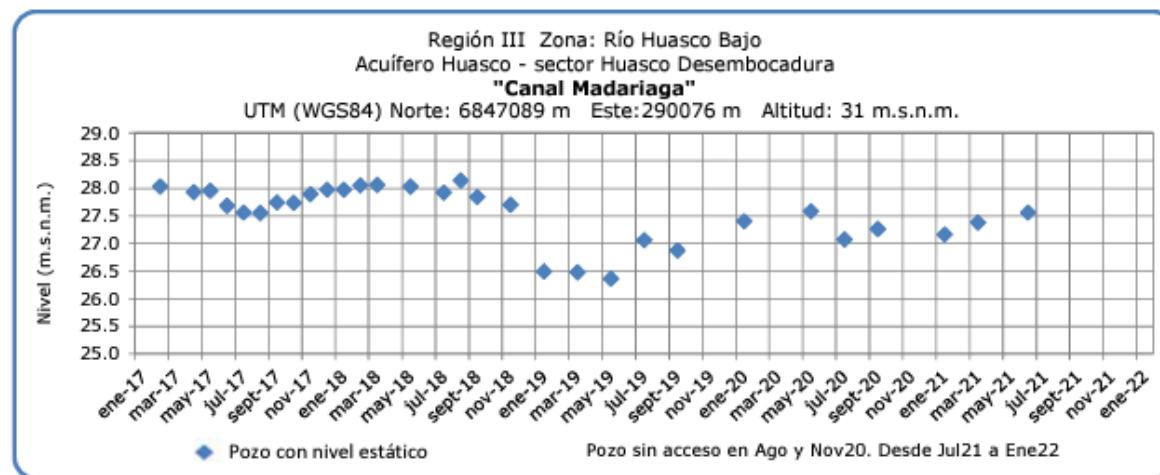 Región III Zona: Río Huasco Bajo
Acuífero Huasco - sector Huasco Desembocadura
"Canal Madariaga"
UTM (WGS84) Norte: 6847089 m Este:290076 m Altitud: 31 m.s.n.m.
Nivel (m.s.n.m.)
29.0
28.5
28.0
27.5
27.0
26.5
26.0
25.5
25.0
ene-17
mar-17
may-17
jul-17
sept-17
nov-17
ene-18
mar-18
may-18
jul-18
sept-18
nov-18
ene-19
mar-19
may-19
jul-19
sept-19
nov-19
ene-20
mar-20
may-20
jul-20
sept-20
nov-20
ene-21
mar-21
may-21
jul-21
sept-21
nov-21
ene-22
Pozo con nivel estático
Pozo sin acceso en Ago y Nov20. Desde Jul21 a Ene22